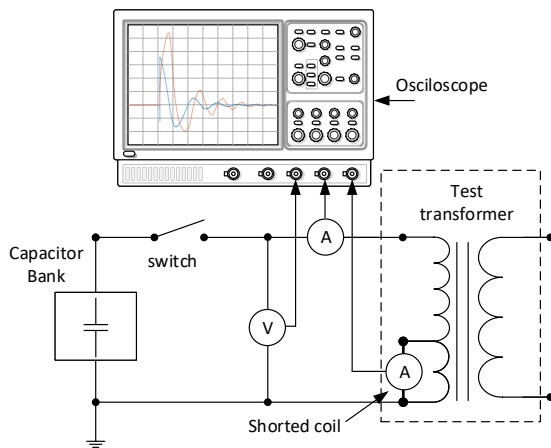 Osciloscope
Test
transformer
Capacitor
Bank
switch
A
V
A
Shorted coil